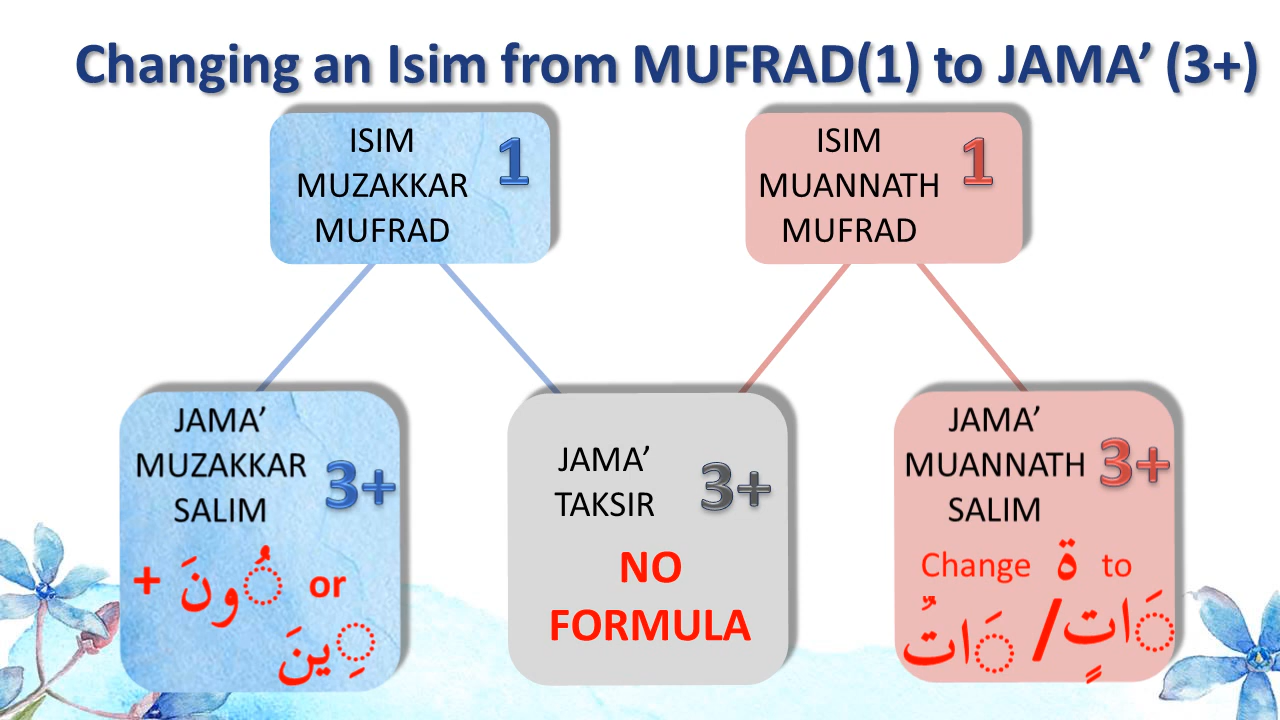 Changing an Isim from MUFRAD(1) to JAMA’ (3+)
ISIM
MUZAKKAR
MUFRAD
1
ISIM
MUANNATH
MUFRAD
1
JAMA’
MUZAKKAR
SALIM
3+
+ ◌ُونَ or
◌ِينَ
JAMA’
TAKSIR
3+
NO
FORMULA
JAMA’
MUANNATH
SALIM
3+
Change ة to
◌َاتٌ / ◌َاتٍ